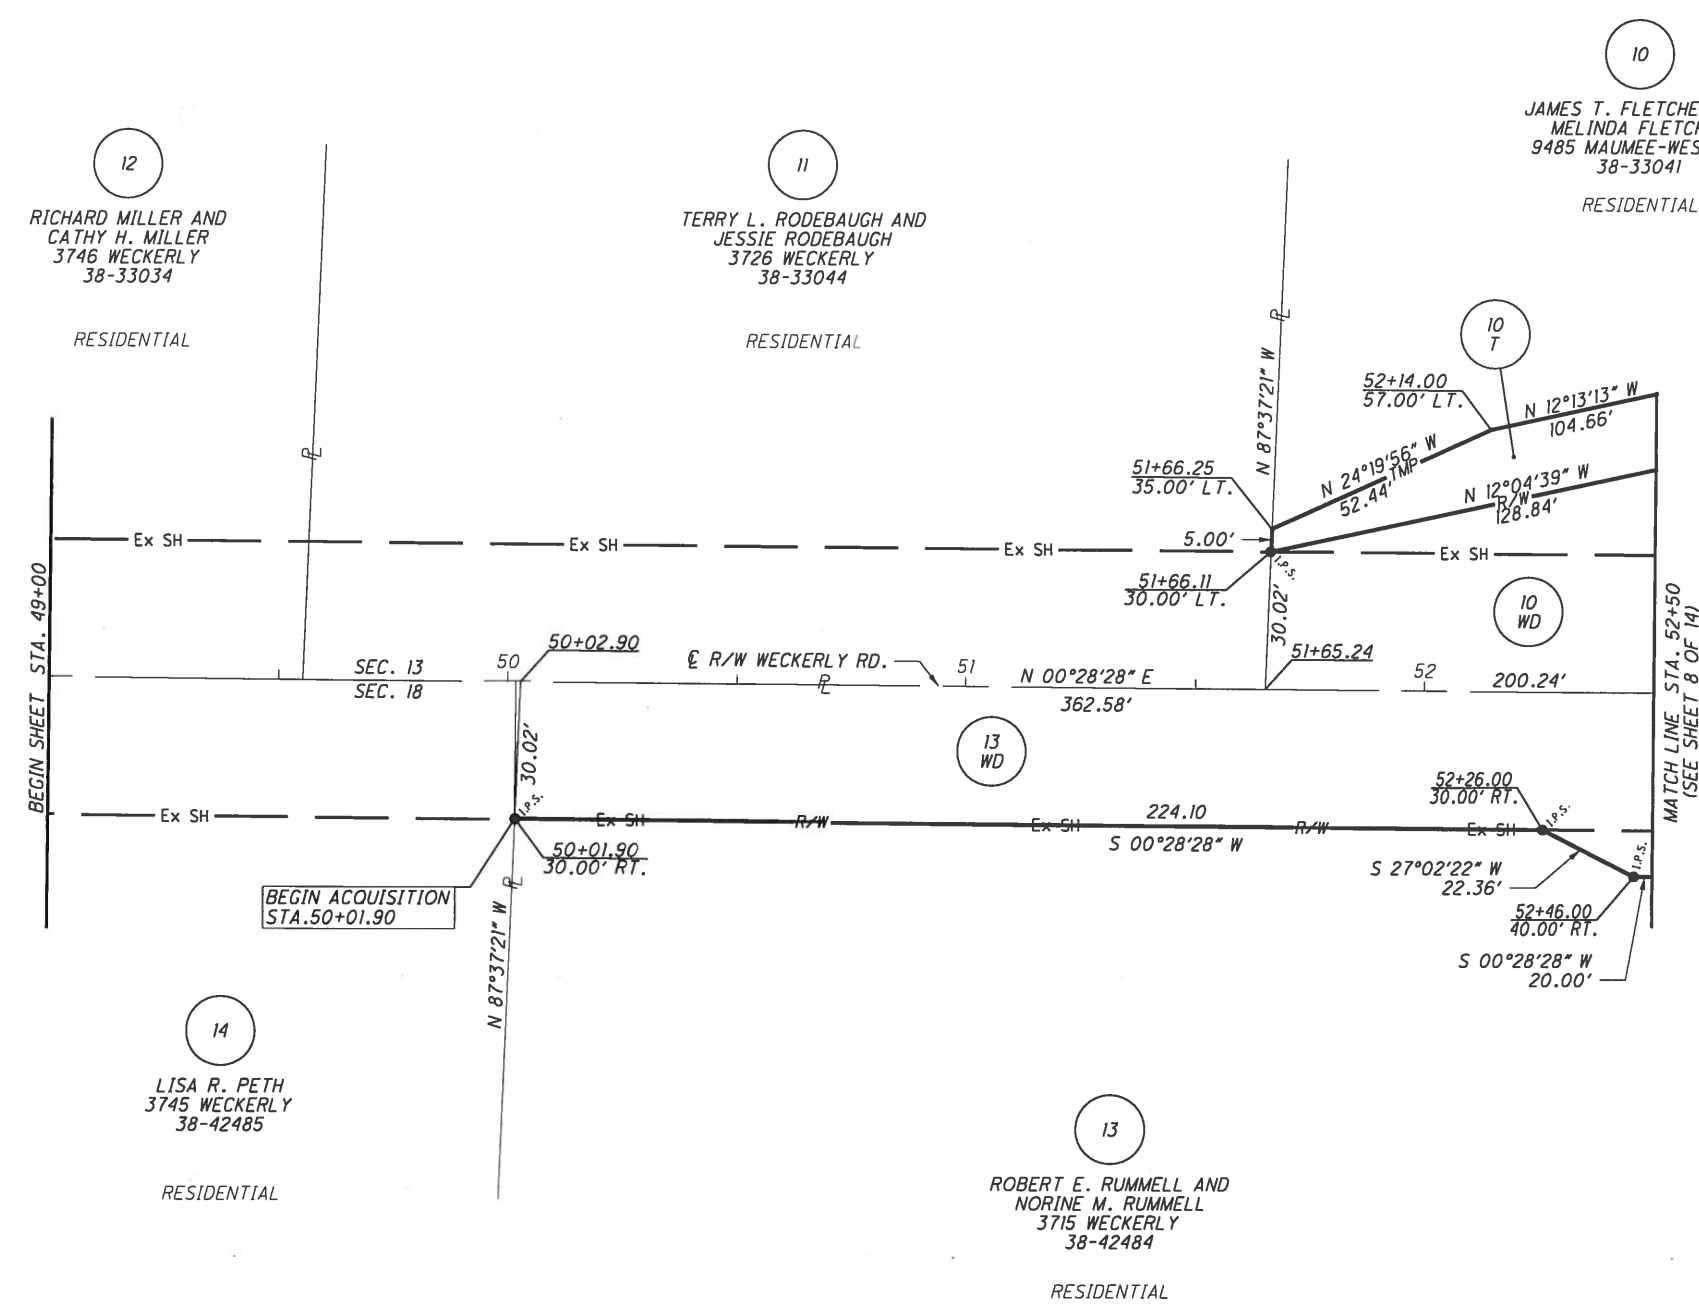 10
JAMES T. FLETCHE
MELINDA FLETCH
9485 MAUMEE-WES
38-33041
RESIDENTIAL
12
RICHARD MILLER AND
CATHY H. MILLER
3746 WECKERLY
38-33034
RESIDENTIAL
11
TERRY L. RODEBAUGH AND
JESSIE RODEBAUGH
3726 WECKERLY
38-33044
RESIDENTIAL
10
T
52+14.00
57.00' LT.
N 12°13'13" W
104.66'
N 87°37'21" W
51+66.25
35.00' LT.
N 24°19'56" W
TMP
52.44'
N 12°04'39" W
R/W
128.84'
5.00'
Ex SH
Ex SH
Ex SH
Ex SH
I.P.S.
51+66.11
30.00' LT.
30.02'
10
WD
BEGIN SHEET STA. 49+00
MATCH LINE STA. 52+50
(SEE SHEET 8 OF 14)
50+02.90
51+65.24
SEC. 13
SEC. 18
50
℄ R/W WECKERLY RD.
51
N 00°28'28" E
362.58'
52
200.24'
30.02'
13
WD
52+26.00
30.00' RT.
I.P.S.
Ex SH
I.P.S.
Ex SH
R/W
Ex SH
224.10
R/W
Ex SH
S 00°28'28" W
50+01.90
30.00' RT.
S 27°02'22" W
22.36'
I.P.S.
BEGIN ACQUISITION
STA.50+01.90
52+46.00
40.00' RT.
S 00°28'28" W
20.00'
N 87°37'21" W
14
LISA R. PETH
3745 WECKERLY
38-42485
RESIDENTIAL
13
ROBERT E. RUMMELL AND
NORINE M. RUMMELL
3715 WECKERLY
38-42484
RESIDENTIAL